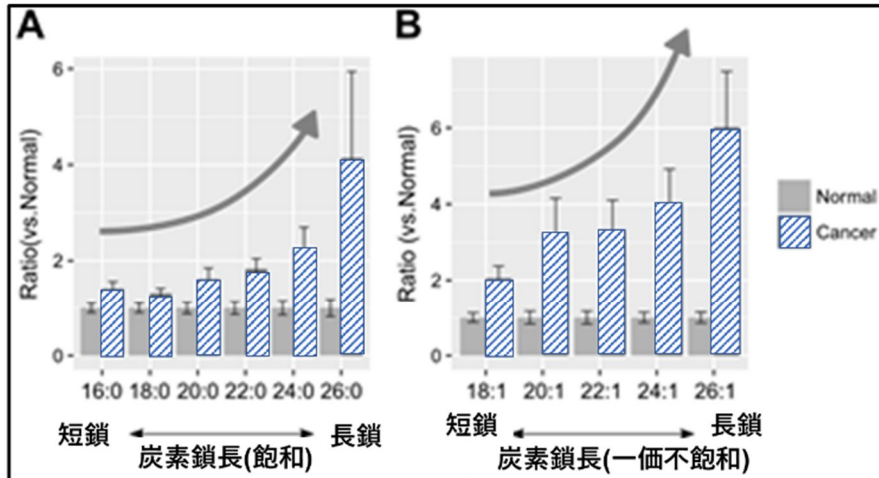 A
Ratio(vs.Normal)
6
4
2
0
16:0 18:0 20:0 22:0 24:0 26:0
短鎖
長鎖
炭素鎖長(飽和)
B
Ratio (vs.Normal)
6
4
2
0
18:1 20:1 22:1 24:1 26:1
短鎖
長鎖
炭素鎖長(一価不飽和)
Normal
Cancer